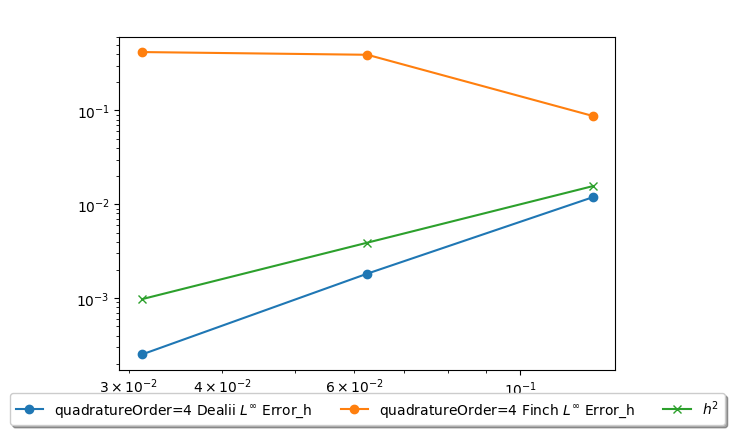 10⁻¹
10⁻²
10⁻³
3 × 10⁻²
4 × 10⁻²
6 × 10⁻²
10⁻¹
quadratureOrder=4 Dealii L^∞ Error_h
quadratureOrder=4 Finch L^∞ Error_h
h²